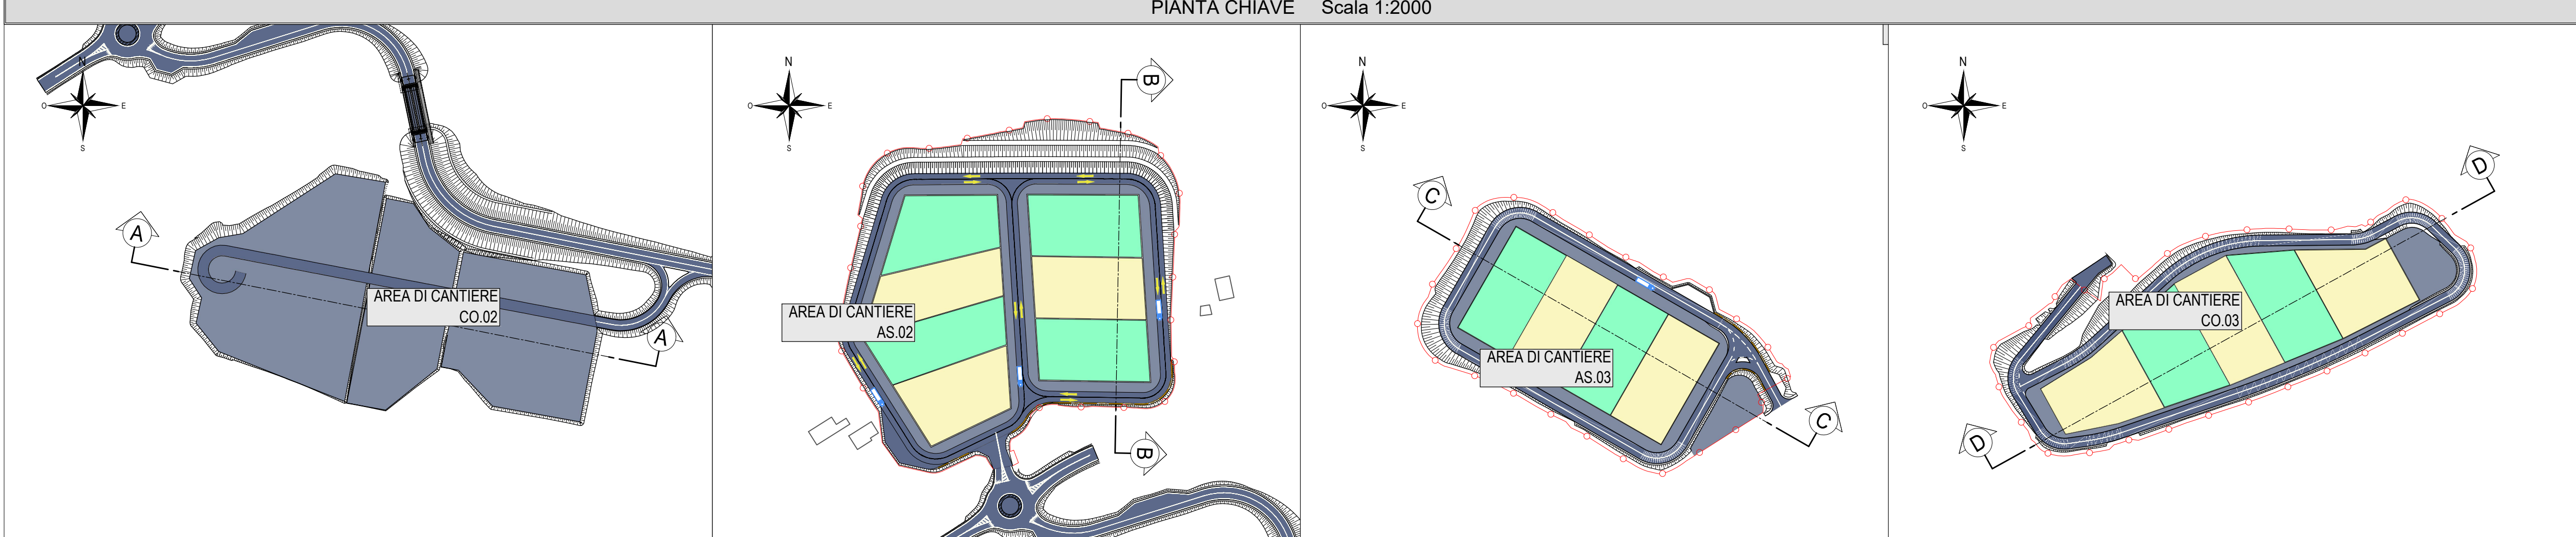 PIANTA CHIAVE Scala 1:2000
N
O E
S
A
AREA DI CANTIERE
CO.02
A
N
O E
S
B
AREA DI CANTIERE
AS.02
B
N
O E
S
C
AREA DI CANTIERE
AS.03
C
N
O E
S
D
AREA DI CANTIERE
CO.03
D